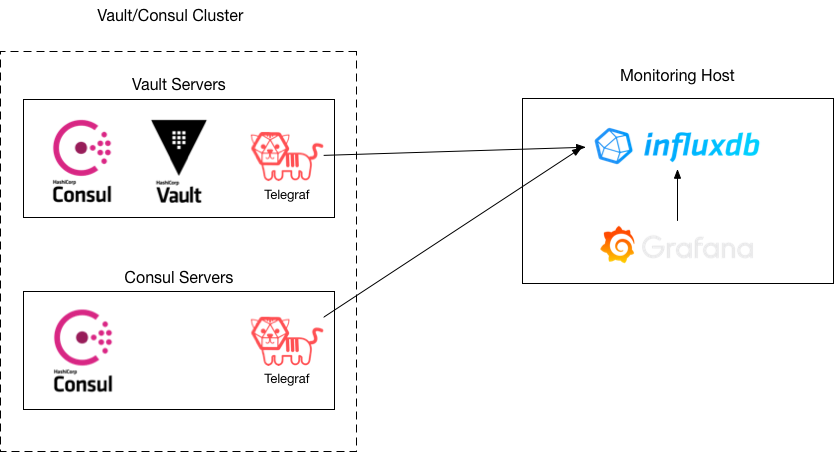 Vault/Consul Cluster
Vault Servers
HashiCorp
Consul
HashiCorp
Vault
Telegraf
Consul Servers
HashiCorp
Consul
Telegraf
Monitoring Host
influxdb
Grafana